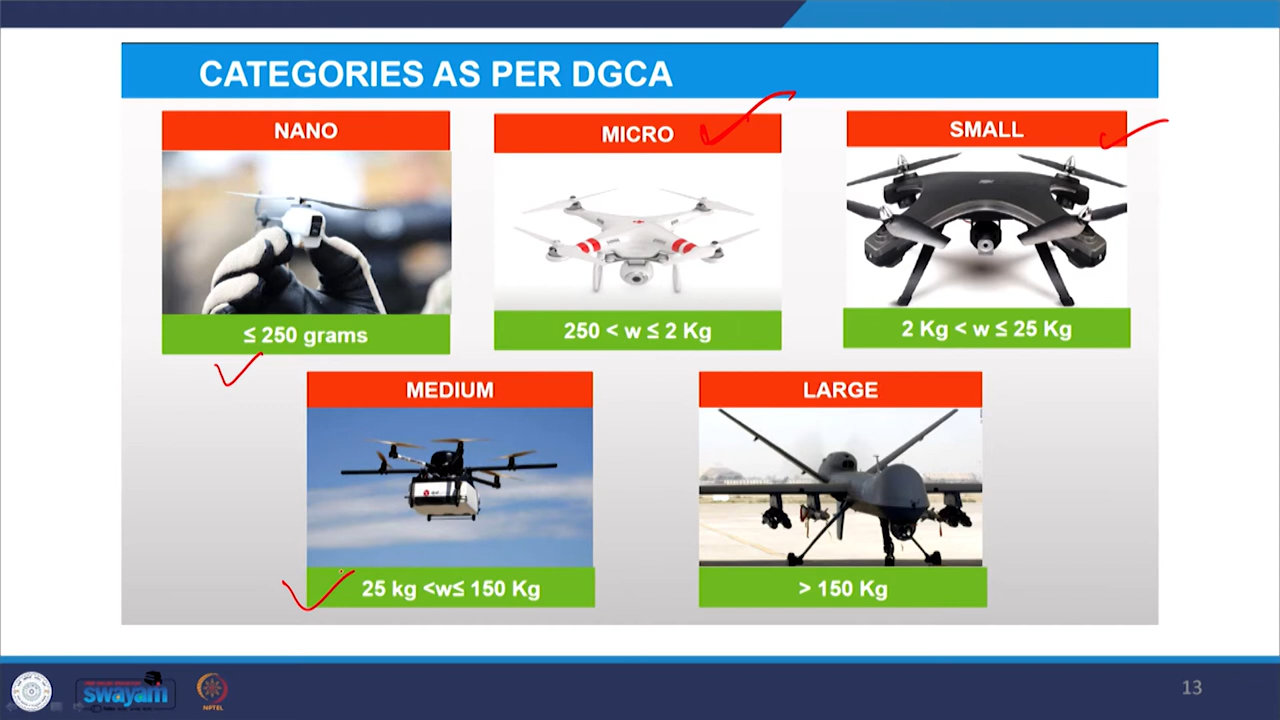 CATEGORIES AS PER DGCA
NANO
MICRO
SMALL
≤ 250 grams
250 < w ≤ 2 Kg
2 Kg < w ≤ 25 Kg
MEDIUM
LARGE
25 kg <w≤ 150 Kg
> 150 Kg
swayam
NPTEL
13